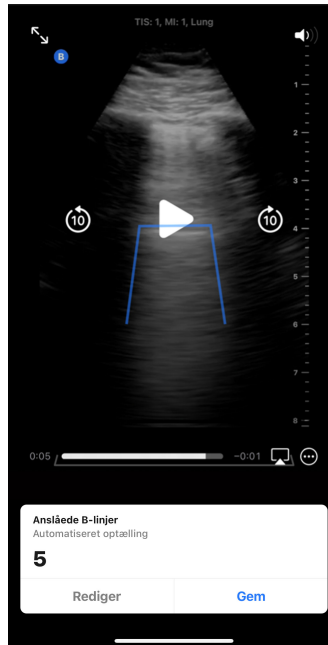 TIS: 1, MI: 1, Lung
B
1
2
3
10
10
4
5
6
7
8
0:05
−0:01
Anslåede B-linjer
Automatiseret optælling
5
Rediger
Gem